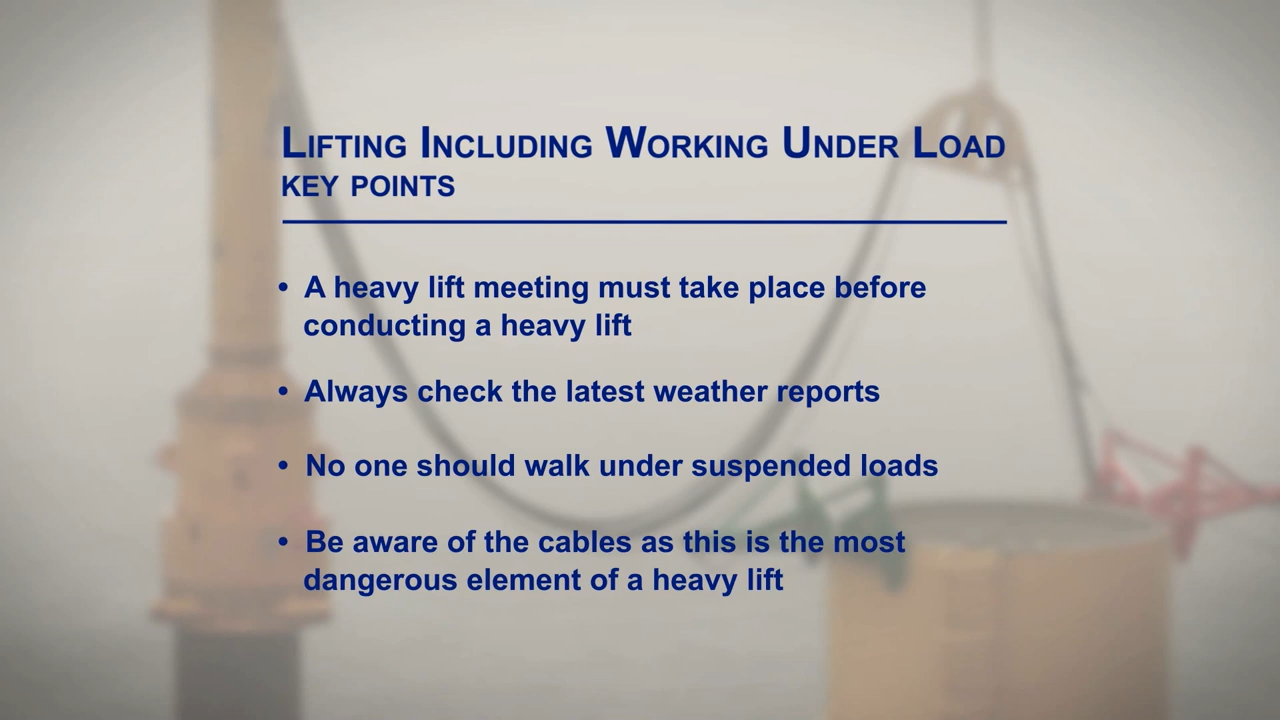 Lifting Including Working Under Load
key points
• A heavy lift meeting must take place before
conducting a heavy lift
• Always check the latest weather reports
• No one should walk under suspended loads
• Be aware of the cables as this is the most
dangerous element of a heavy lift